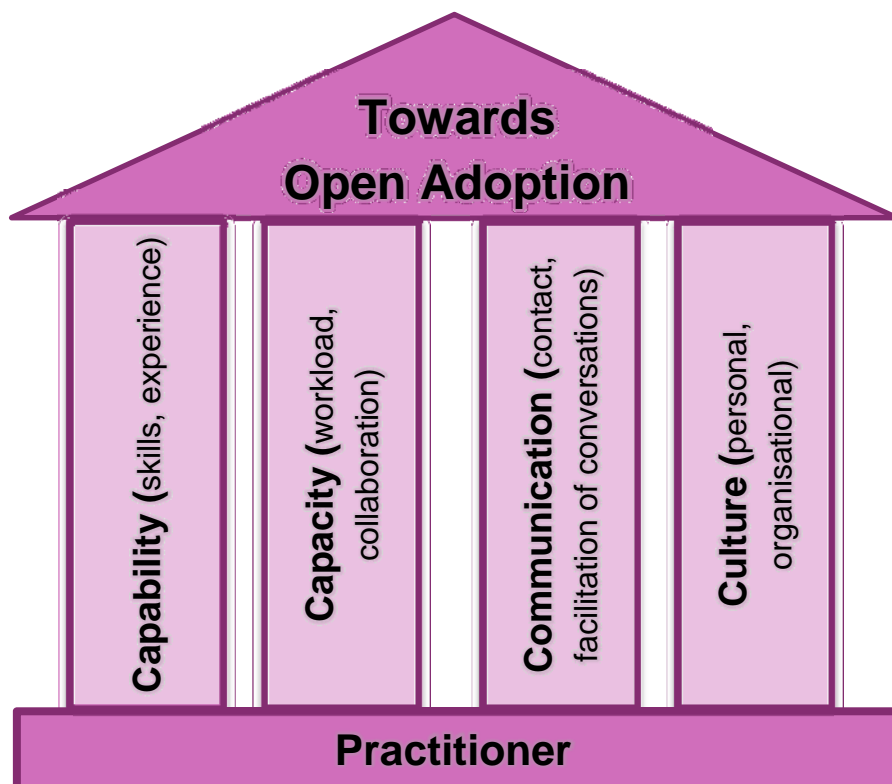 Towards
Open Adoption
Capability (skills, experience)
Capacity (workload,
collaboration)
Communication (contact,
facilitation of conversations)
Culture (personal,
organisational)
Practitioner